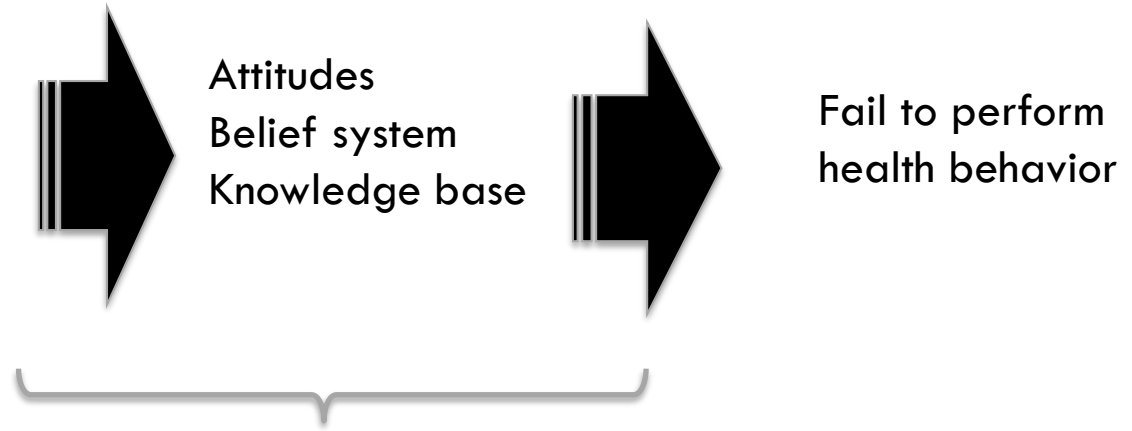 Attitudes
Belief system
Knowledge base
Fail to perform
health behavior